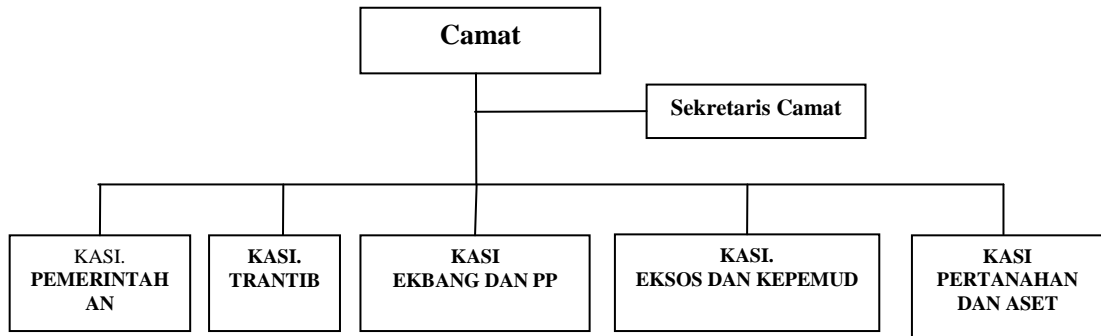 Camat
Sekretaris Camat
KASI.
PEMERINTAH
AN
KASI.
TRANTIB
KASI
EKBANG DAN PP
KASI.
EKSOS DAN KEPEMUD
KASI
PERTANAHAN
DAN ASET